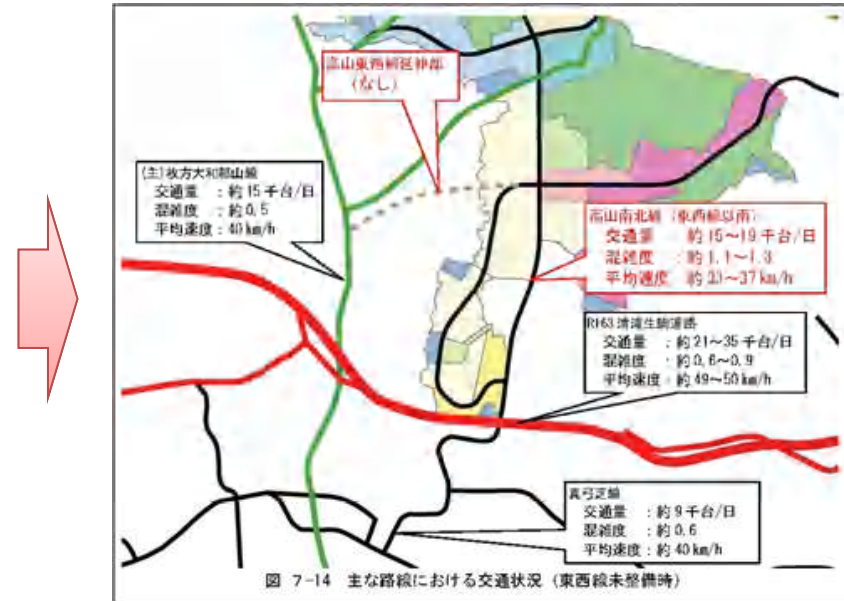 高山東西線延伸部
(なし)
(主)枚方大和郡山線
交通量 : 約15千台/日
混雑度 : 約0.5
平均速度: 40km/h
高山南北線 (東西線以南)
交通量 : 約15～19千台/日
混雑度 : 約1.1～1.3
平均速度: 約33～37km/h
R163清滝生駒道路
交通量 : 約21～35千台/日
混雑度 : 約0.6～0.9
平均速度: 約49～50km/h
真弓芝線
交通量 : 約9千台/日
混雑度 : 約0.6
平均速度: 約40km/h
図 7-14 主な路線における交通状況 (東西線未整備時)